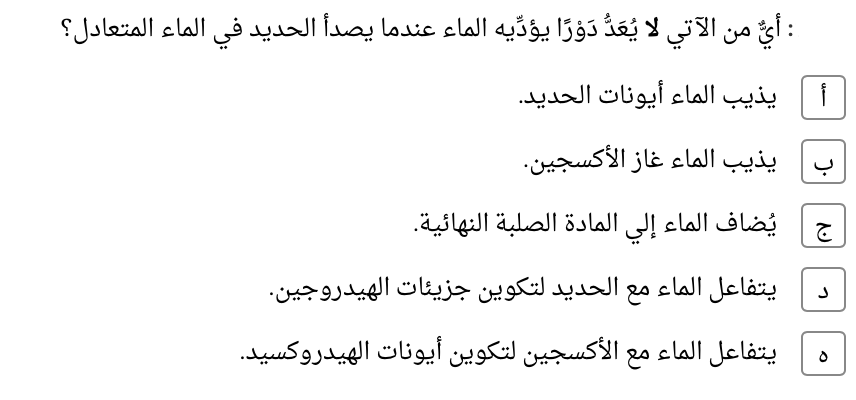 : أيٌّ من الآتي لا يُعَدُّ دَوْرًا يؤدِّيه الماء عندما يصدأ الحديد في الماء المتعادل؟
أ يذيب الماء أيونات الحديد.
ب يذيب الماء غاز الأكسجين.
ج يُضاف الماء إلي المادة الصلبة النهائية.
د يتفاعل الماء مع الحديد لتكوين جزيئات الهيدروجين.
ه يتفاعل الماء مع الأكسجين لتكوين أيونات الهيدروكسيد.